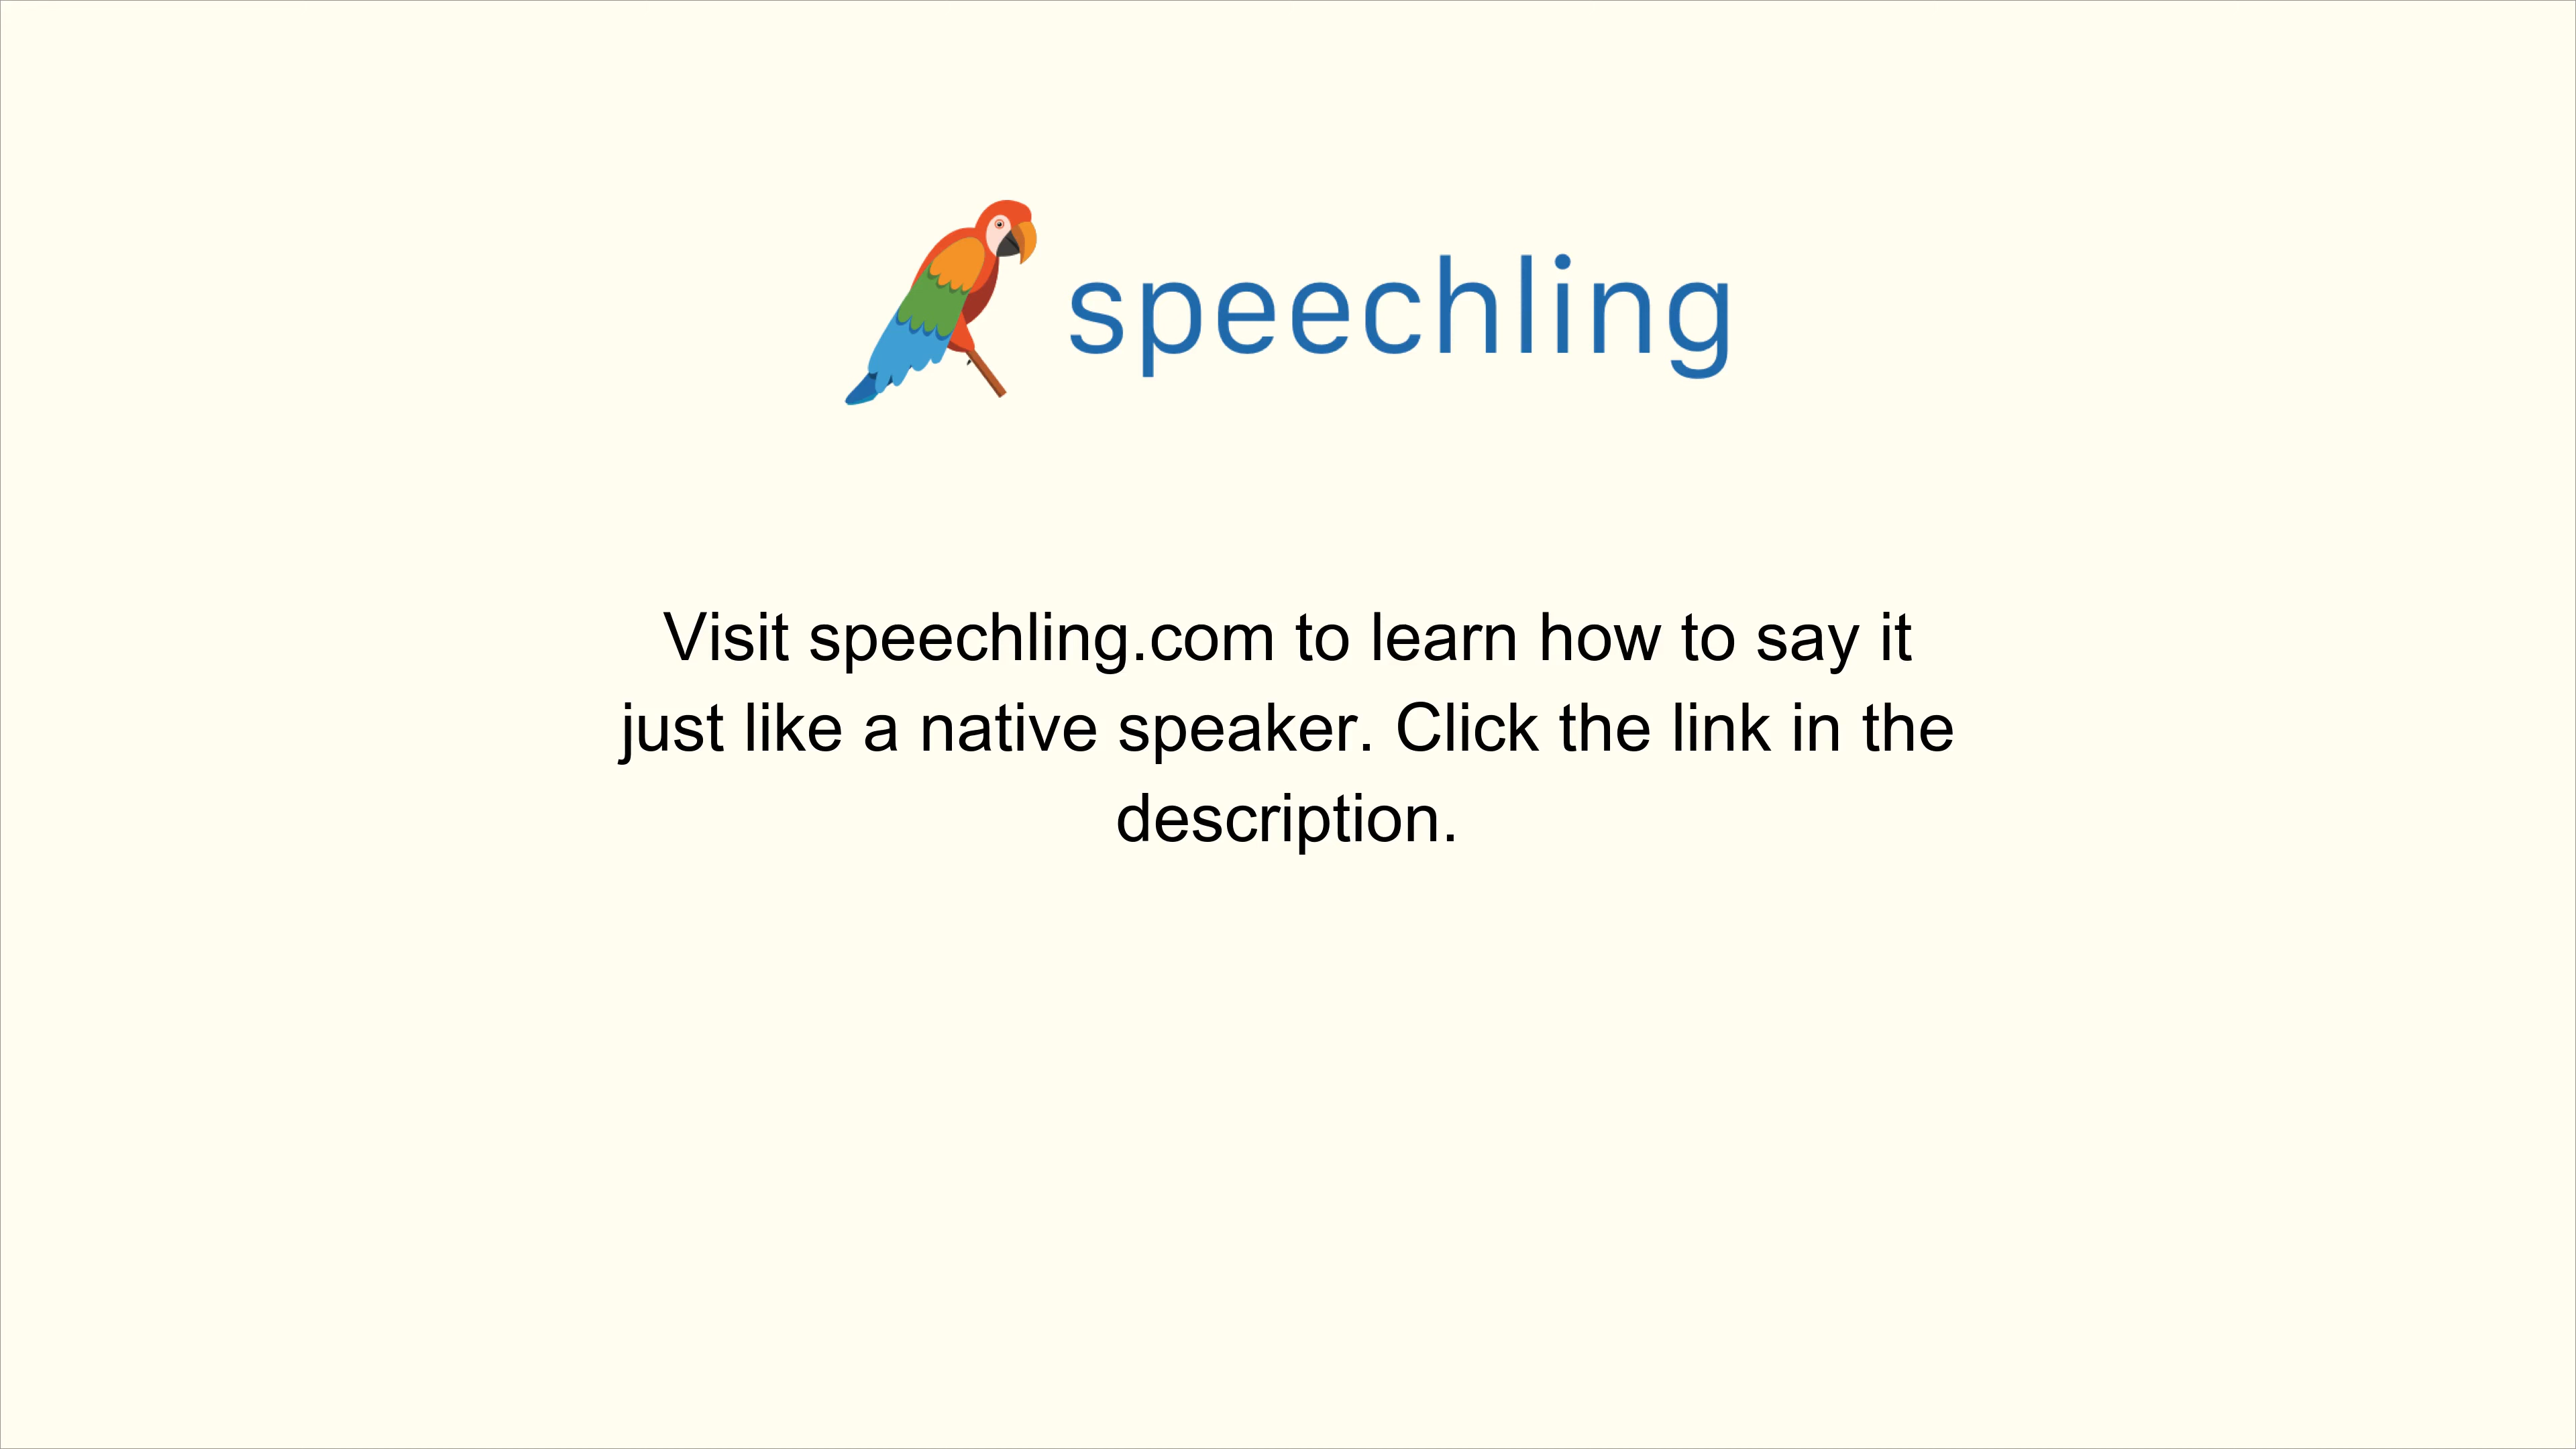 speechling
Visit speechling.com to learn how to say it
just like a native speaker. Click the link in the
description.